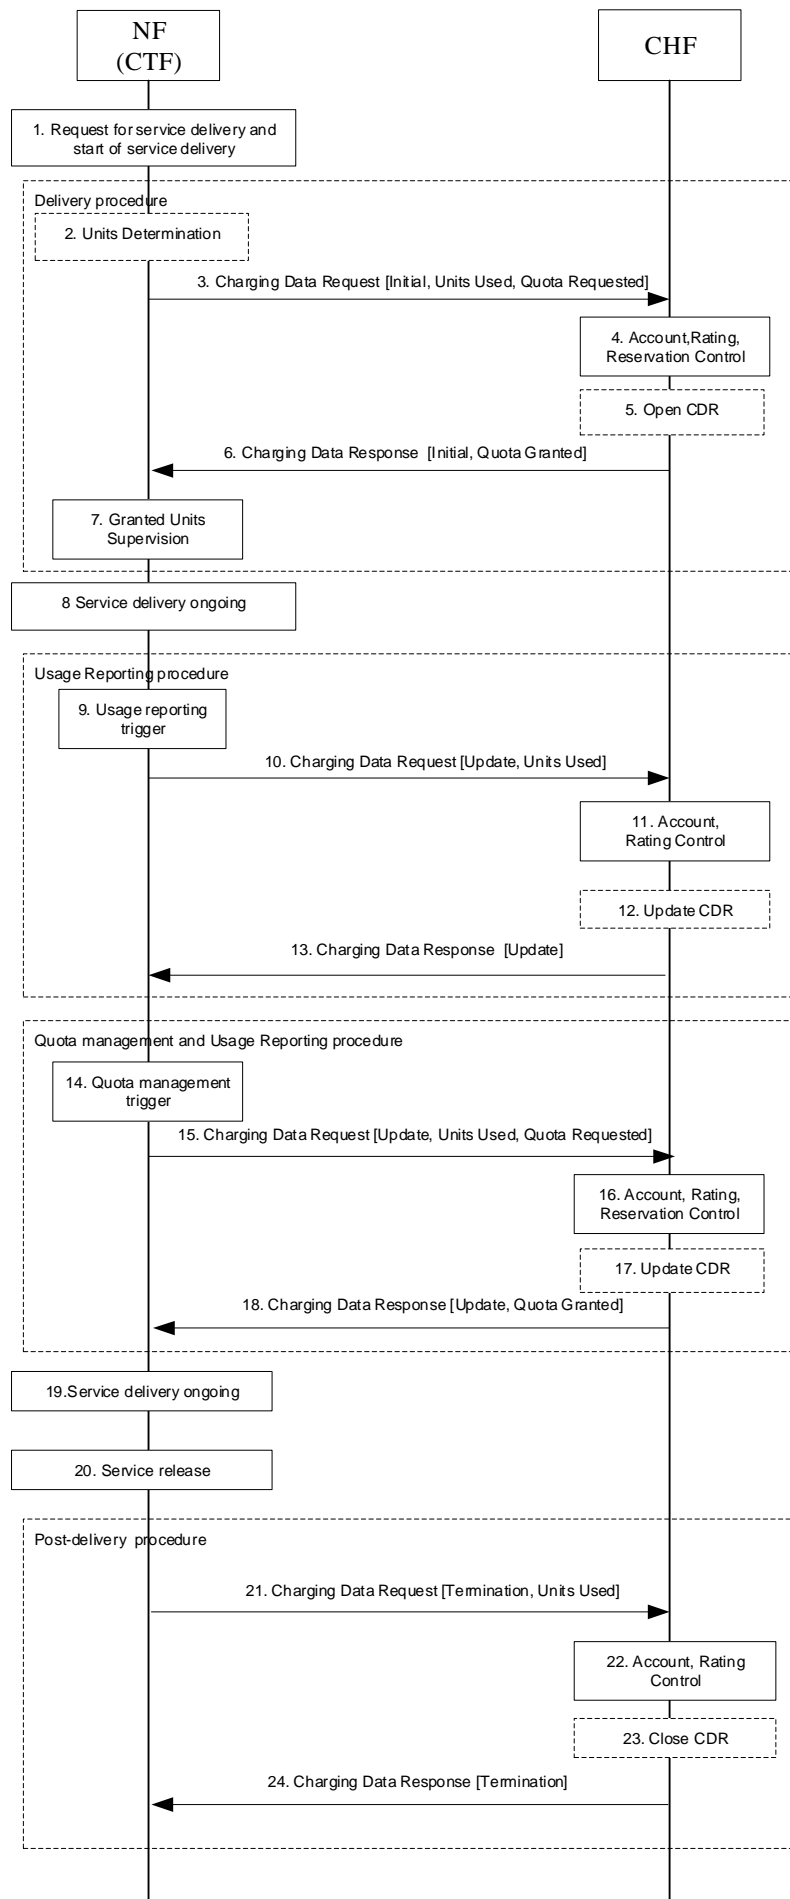 NF
(CTF)
CHF
1. Request for service delivery and
start of service delivery
Delivery procedure
2. Units Determination
3. Charging Data Request [Initial, Units Used, Quota Requested]
4. Account,Rating,
Reservation Control
5. Open CDR
6. Charging Data Response [Initial, Quota Granted]
7. Granted Units
Supervision
8 Service delivery ongoing
Usage Reporting procedure
9. Usage reporting
trigger
10. Charging Data Request [Update, Units Used]
11. Account,
Rating Control
12. Update CDR
13. Charging Data Response [Update]
Quota management and Usage Reporting procedure
14. Quota management
trigger
15. Charging Data Request [Update, Units Used, Quota Requested]
16. Account, Rating,
Reservation Control
17. Update CDR
18. Charging Data Response [Update, Quota Granted]
19.Service delivery ongoing
20. Service release
Post-delivery procedure
21. Charging Data Request [Termination, Units Used]
22. Account, Rating
Control
23. Close CDR
24. Charging Data Response [Termination]